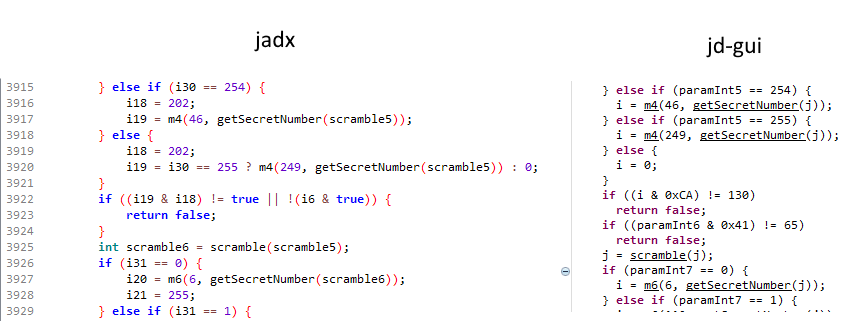 jadx
3915 } else if (i30 == 254) {
3916 i18 = 202;
3917 i19 = m4(46, getSecretNumber(scramble5));
3918 } else {
3919 i18 = 202;
3920 i19 = i30 == 255 ? m4(249, getSecretNumber(scramble5)) : 0;
3921 }
3922 if ((i19 & i18) != true || !(i6 & true)) {
3923 return false;
3924 }
3925 int scramble6 = scramble(scramble5);
3926 if (i31 == 0) {
3927 i20 = m6(6, getSecretNumber(scramble6));
3928 i21 = 255;
3929 } else if (i31 == 1) {
jd-gui
} else if (paramInt5 == 254) {
i = m4(46, getSecretNumber(j));
} else if (paramInt5 == 255) {
i = m4(249, getSecretNumber(j));
} else {
i = 0;
}
if ((i & 0xCA) != 130)
return false;
if ((paramInt6 & 0x41) != 65)
return false;
j = scramble(j);
if (paramInt7 == 0) {
i = m6(6, getSecretNumber(j));
} else if (paramInt7 == 1) {